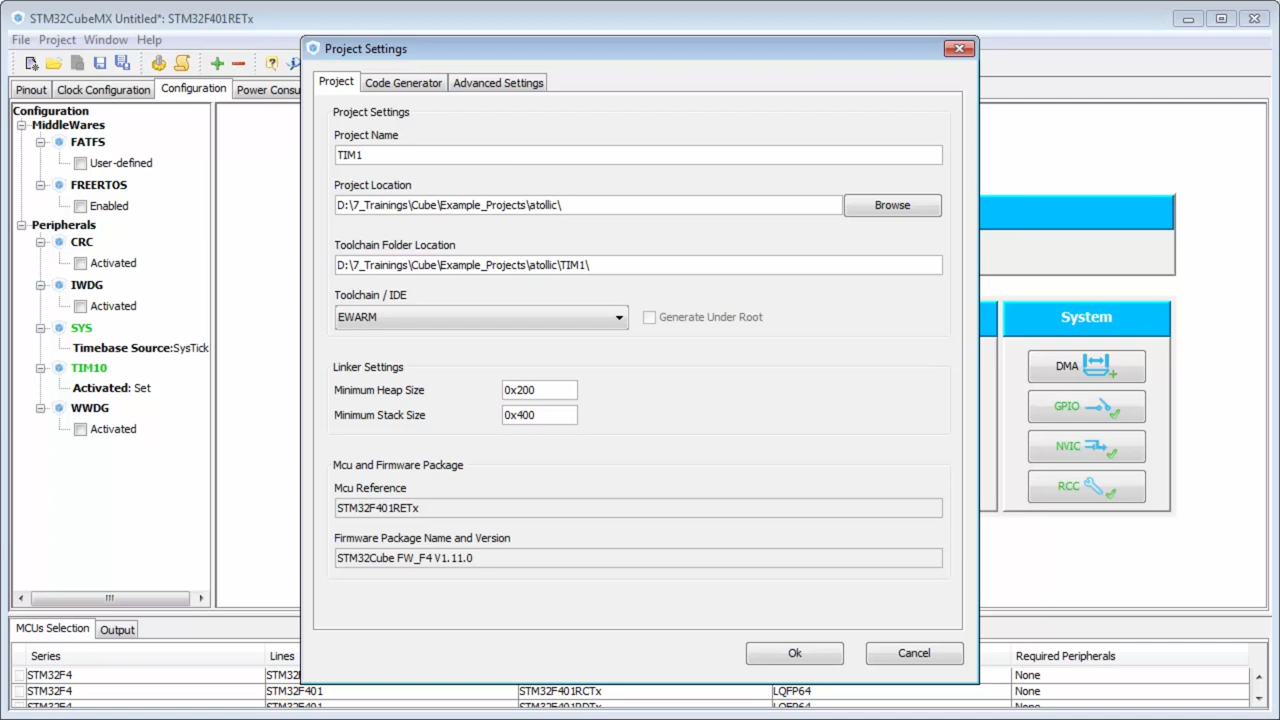 STM32CubeMX Untitled*: STM32F401RETx
File Project Window Help
Pinout Clock Configuration Configuration Power Consu
Configuration
MiddleWares
FATFS
User-defined
FREERTOS
Enabled
Peripherals
CRC
Activated
IWDG
Activated
SYS
Timebase Source:SysTick
TIM10
Activated: Set
WWDG
Activated
Project Settings
Project Code Generator Advanced Settings
Project Settings
Project Name
TIM1
Project Location
D:\7_Trainings\Cube\Example_Projects\atollic\
Browse
Toolchain Folder Location
D:\7_Trainings\Cube\Example_Projects\atollic\TIM1\
Toolchain / IDE
EWARM
Generate Under Root
Linker Settings
Minimum Heap Size 0x200
Minimum Stack Size 0x400
Mcu and Firmware Package
Mcu Reference
STM32F401RETx
Firmware Package Name and Version
STM32Cube FW_F4 V1.11.0
Ok Cancel
System
DMA
GPIO
NVIC
RCC
MCUs Selection Output
Series Lines Required Peripherals
STM32F4 None
STM32F4 STM32F401 STM32F401RCTx LQFP64 None
STM32F4 STM32F401 STM32F401RDTx LQFP64 None